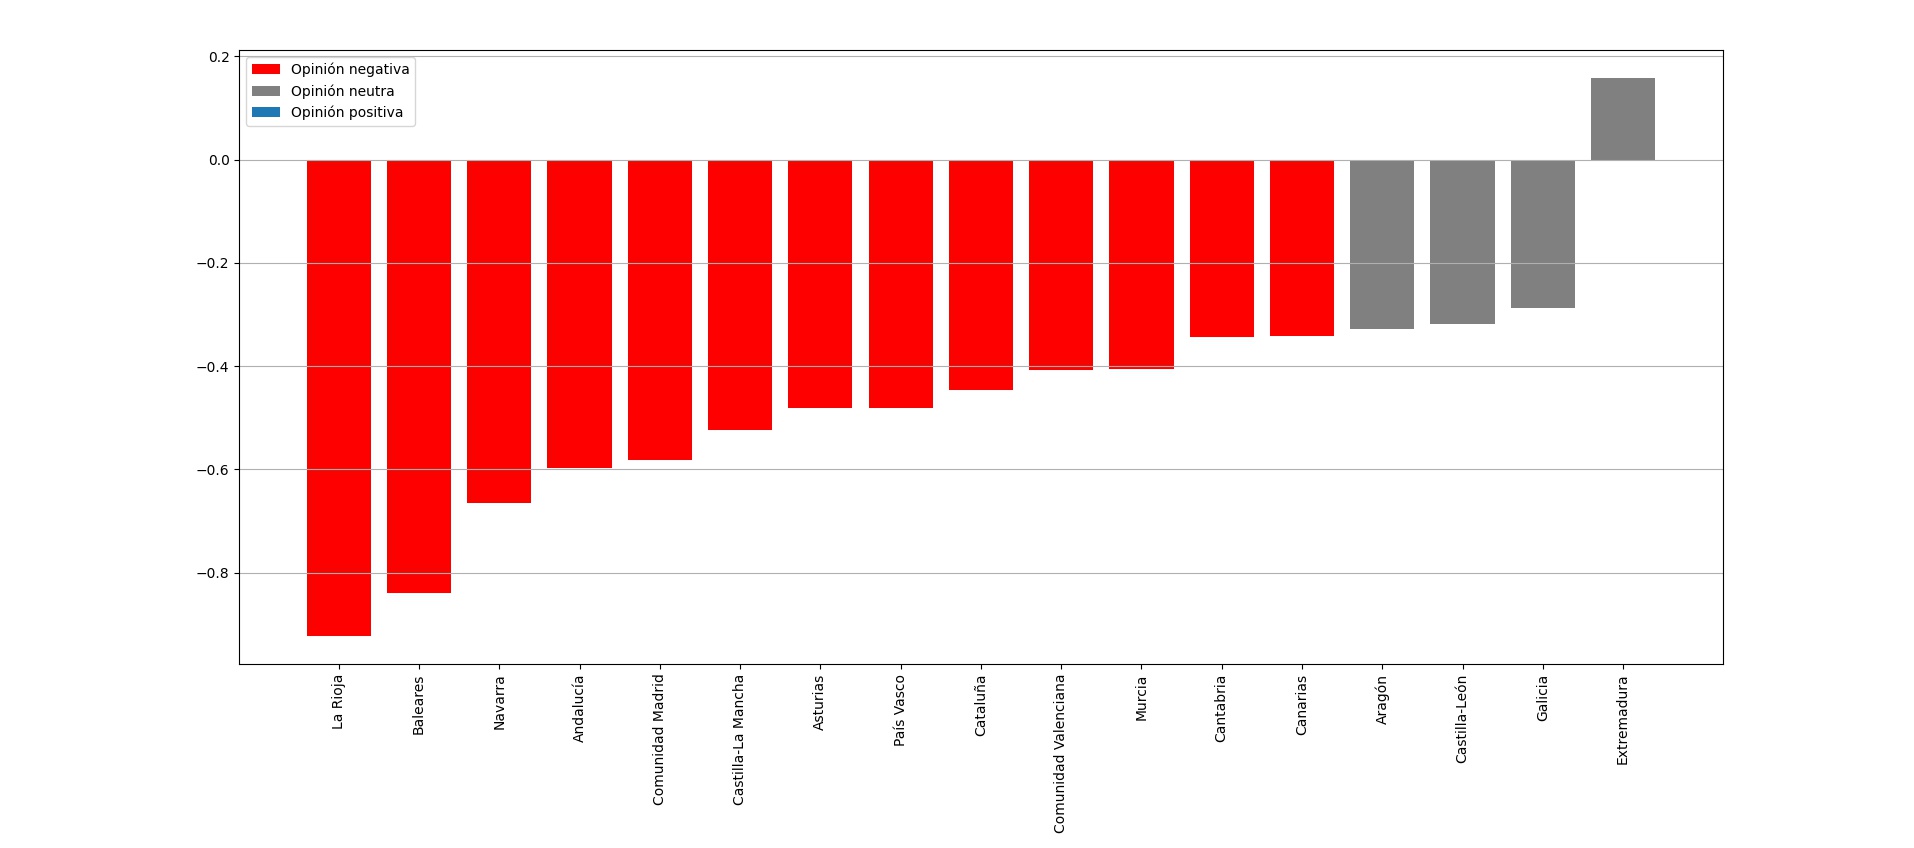 Opinión negativa
Opinión neutra
Opinión positiva
0.2
0.0
−0.2
−0.4
−0.6
−0.8
La Rioja
Baleares
Navarra
Andalucía
Comunidad Madrid
Castilla-La Mancha
Asturias
País Vasco
Cataluña
Comunidad Valenciana
Murcia
Cantabria
Canarias
Aragón
Castilla-León
Galicia
Extremadura